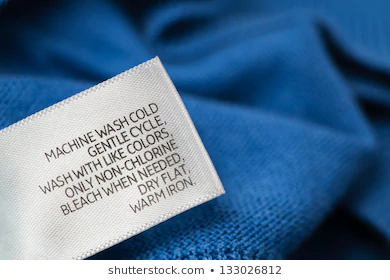 MACHINE WASH COLD
GENTLE CYCLE,
WASH WITH LIKE COLORS,
ONLY NON-CHLORINE
BLEACH WHEN NEEDED,
DRY FLAT,
WARM IRON.
shutterstock.com · 133026812